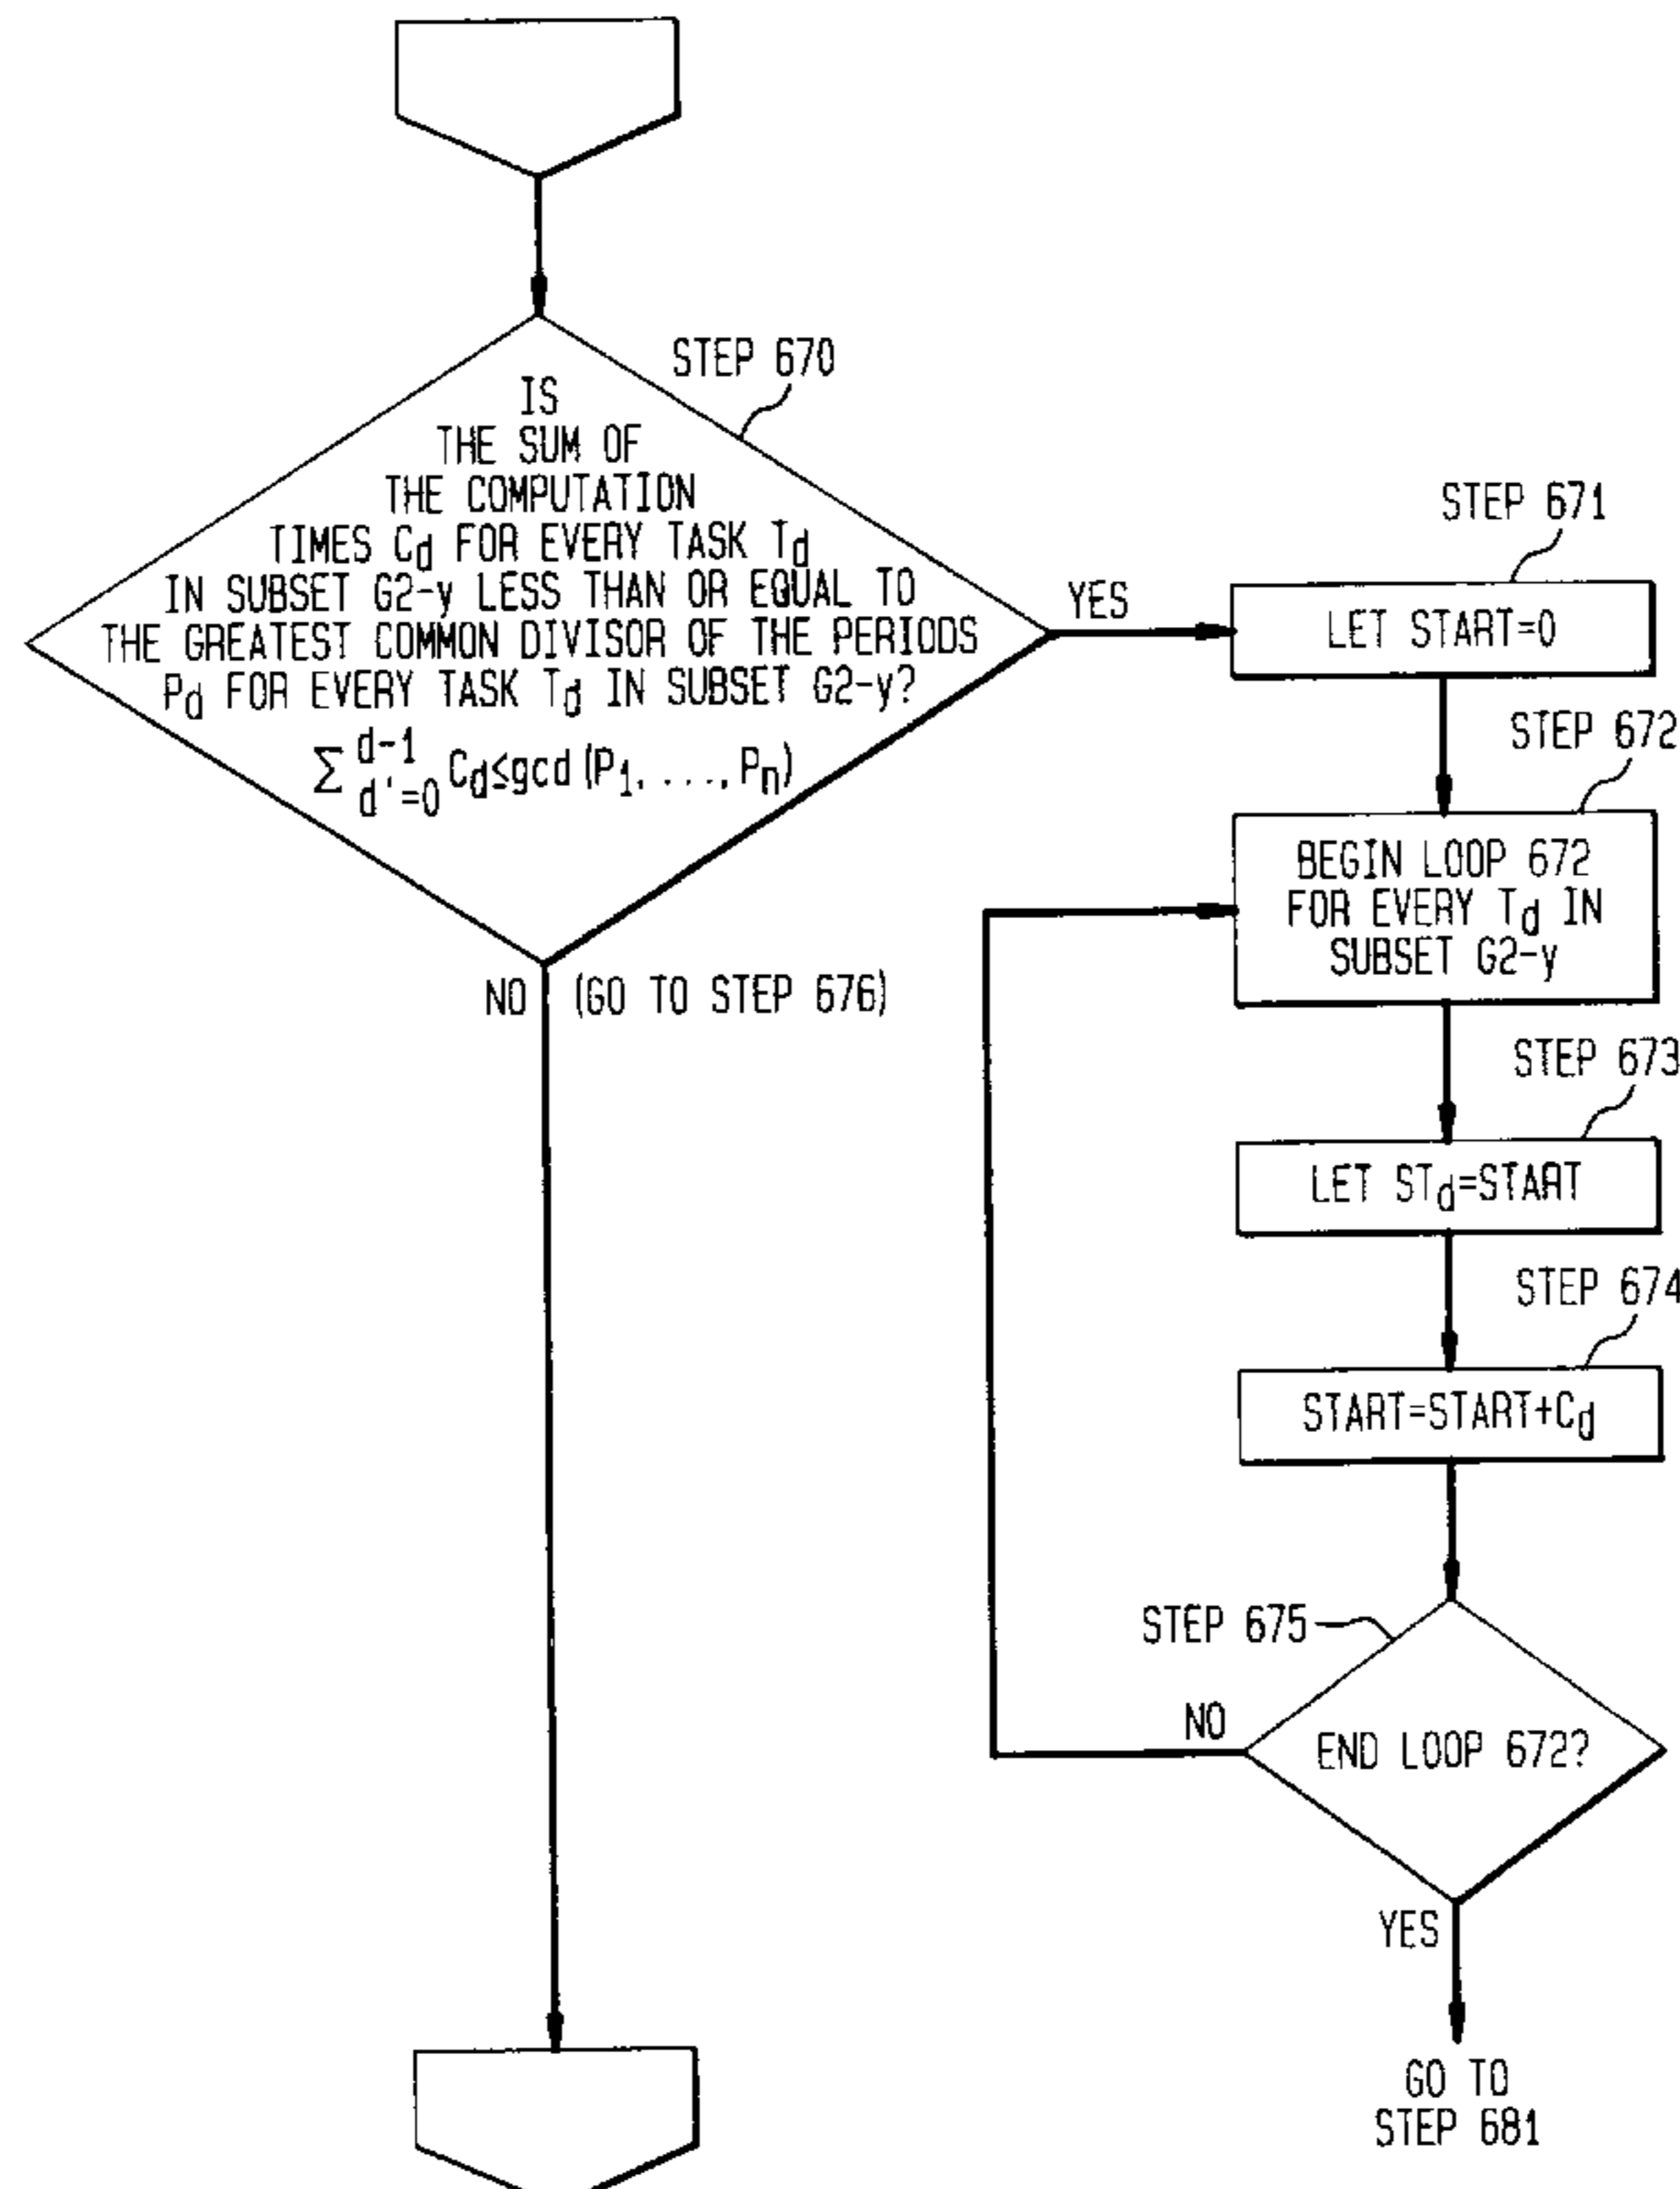 STEP 670
IS
THE SUM OF
THE COMPUTATION
TIMES Cd FOR EVERY TASK Td
IN SUBSET G2-y LESS THAN OR EQUAL TO
THE GREATEST COMMON DIVISOR OF THE PERIODS
Pd FOR EVERY TASK Td IN SUBSET G2-y?
Σ d-1 d'=0 Cd≤gcd (P1, . . ., Pn)
YES
NO (GO TO STEP 676)
STEP 671
LET START=0
STEP 672
BEGIN LOOP 672
FOR EVERY Td IN
SUBSET G2-y
STEP 673
LET STd=START
STEP 674
START=START+Cd
STEP 675
END LOOP 672?
NO
YES
GO TO
STEP 681